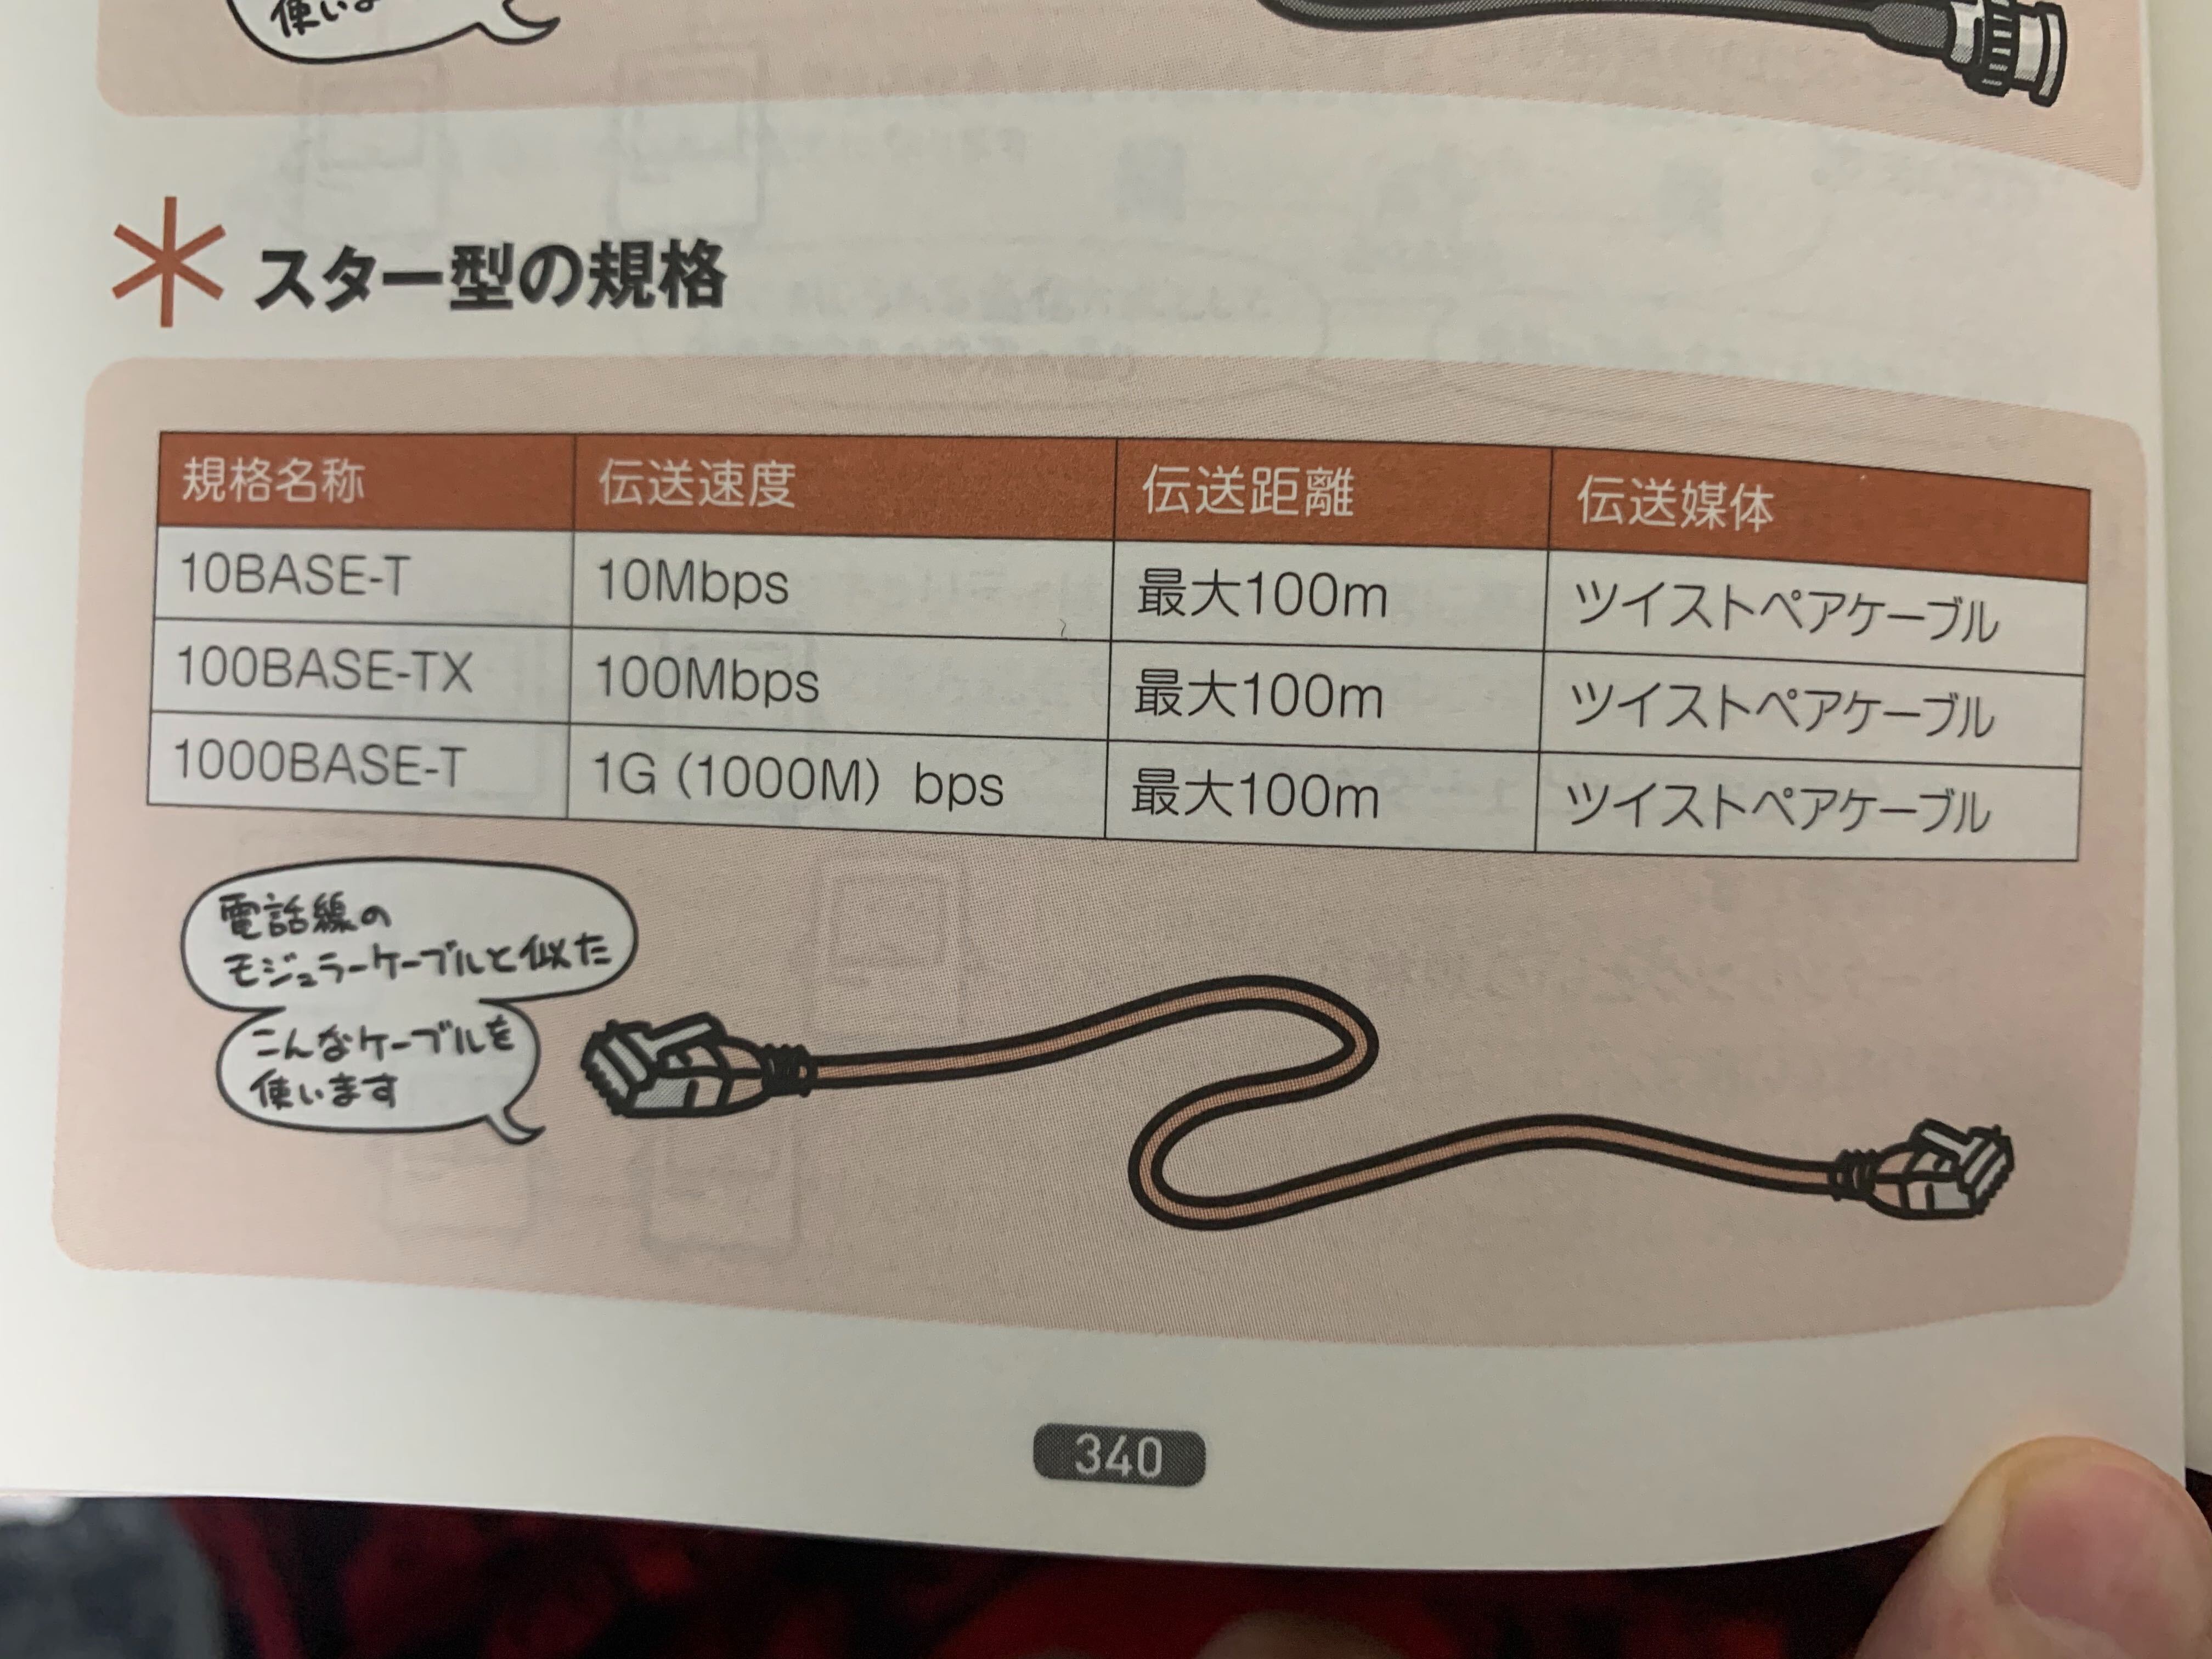 使いま
スター型の規格
規格名称 伝送速度 伝送距離 伝送媒体
10BASE-T 10Mbps 最大100m ツイストペアケーブル
100BASE-TX 100Mbps 最大100m ツイストペアケーブル
1000BASE-T 1G (1000M) bps 最大100m ツイストペアケーブル
電話線の
モジュラーケーブルと似た
こんなケーブルを
使います
340